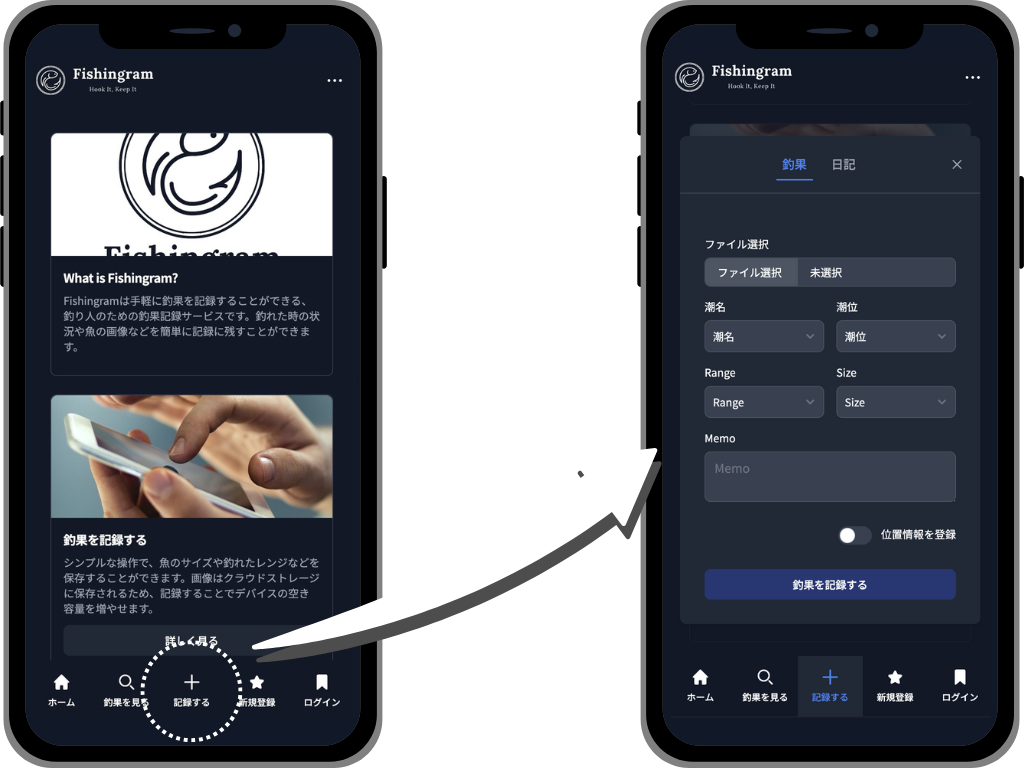 Fishingram
Hook It, Keep It
Fishingram
What is Fishingram?
Fishingramは手軽に釣果を記録することができる、
釣り人のための釣果記録サービスです。釣れた時の状
況や魚の画像などを簡単に記録に残すことができま
す。
釣果を記録する
シンプルな操作で、魚のサイズや釣れたレンジなどを
保存することができます。画像はクラウドストレージ
に保存されるため、記録することでデバイスの空き
容量を増やせます。
詳しく見る
ホーム
釣果を見る
記録する
新規登録
ログイン
Fishingram
Hook It, Keep It
釣果
日記
ファイル選択
ファイル選択
未選択
潮名
潮位
潮名
潮位
Range
Size
Range
Size
Memo
Memo
位置情報を登録
釣果を記録する
ホーム
釣果を見る
記録する
新規登録
ログイン